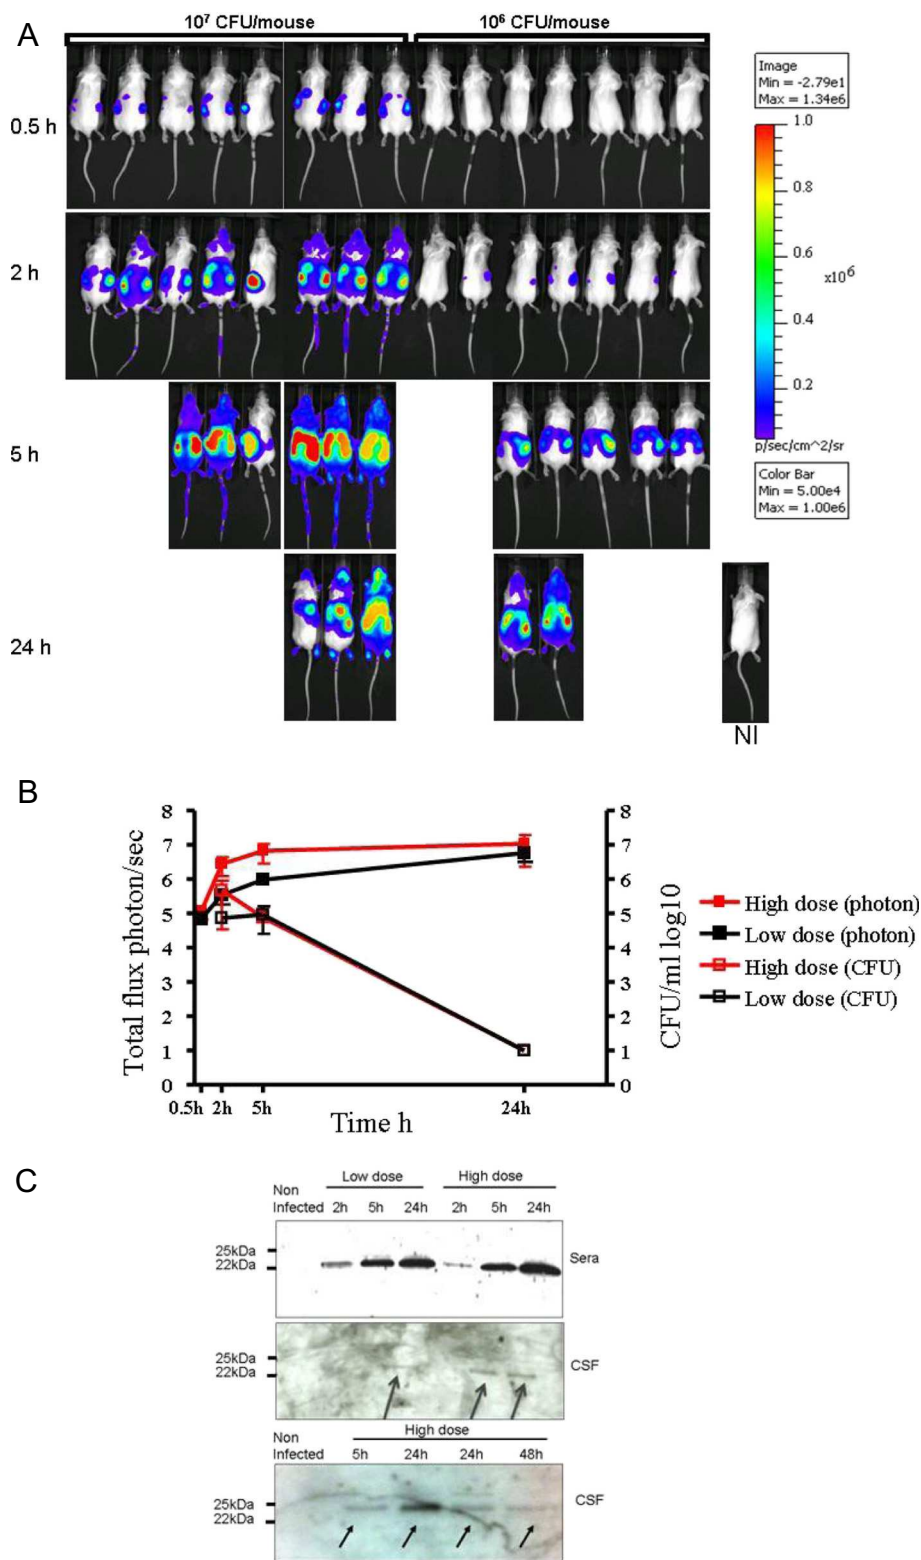 A
10⁷ CFU/mouse
10⁶ CFU/mouse
0.5 h
2 h
5 h
24 h
Image
Min = -2.79e1
Max = 1.34e6
1.0
0.8
0.6
x10⁶
0.4
0.2
p/sec/cm^2/sr
Color Bar
Min = 5.00e4
Max = 1.00e6
NI
B
Total flux photon/sec
8
7
6
5
4
3
2
1
0
0.5h 2h 5h 24h
Time h
8
7
6
5
4
3
2
1
0
CFU/ml log10
High dose (photon)
Low dose (photon)
High dose (CFU)
Low dose (CFU)
C
Low dose High dose
Non
Infected 2h 5h 24h 2h 5h 24h
25kDa
22kDa
Sera
25kDa
22kDa
CSF
High dose
Non
Infected 5h 24h 24h 48h
25kDa
22kDa
CSF